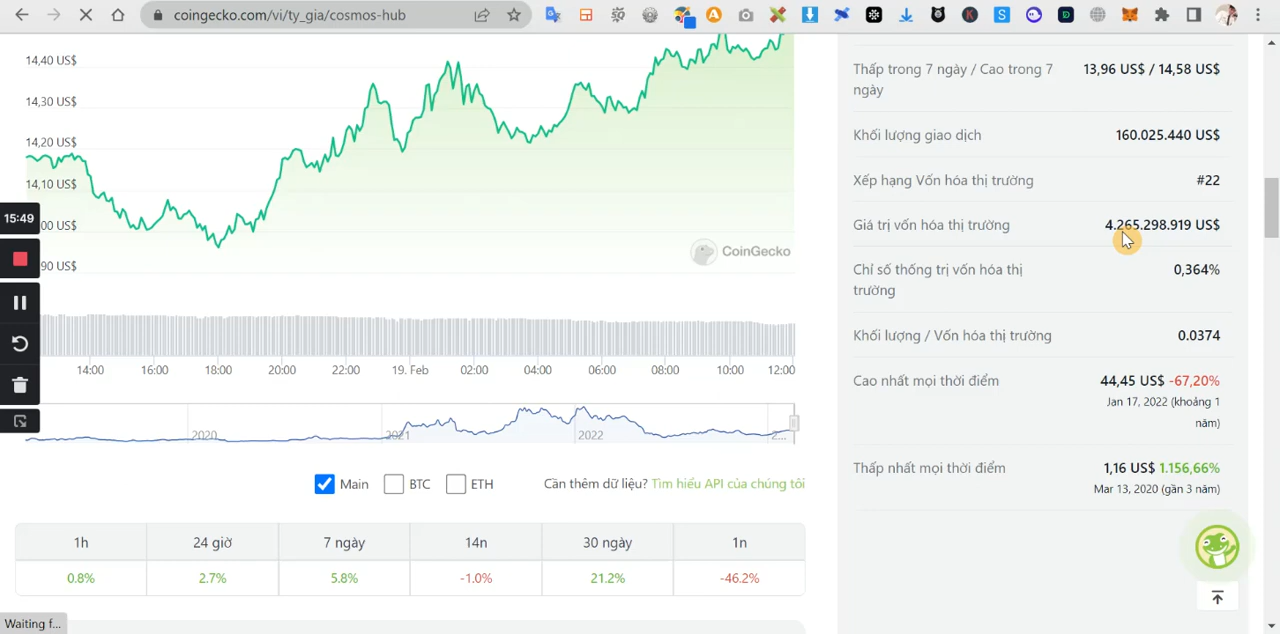 coingecko.com/vi/ty_gia/cosmos-hub
14,40 US$
14,30 US$
14,20 US$
14,10 US$
00 US$
90 US$
15:49
CoinGecko
14:00 16:00 18:00 20:00 22:00 19. Feb 02:00 04:00 06:00 08:00 10:00 12:00
2020 2021 2022 2...
Main BTC ETH Cần thêm dữ liệu? Tìm hiểu API của chúng tôi
1h 24 giờ 7 ngày 14n 30 ngày 1n
0.8% 2.7% 5.8% -1.0% 21.2% -46.2%
Waiting f...
Thấp trong 7 ngày / Cao trong 7 13,96 US$ / 14,58 US$
ngày
Khối lượng giao dịch 160.025.440 US$
Xếp hạng Vốn hóa thị trường #22
Giá trị vốn hóa thị trường 4.265.298.919 US$
Chỉ số thống trị vốn hóa thị 0,364%
trường
Khối lượng / Vốn hóa thị trường 0.0374
Cao nhất mọi thời điểm 44,45 US$ -67,20%
Jan 17, 2022 (khoảng 1
năm)
Thấp nhất mọi thời điểm 1,16 US$ 1.156,66%
Mar 13, 2020 (gần 3 năm)